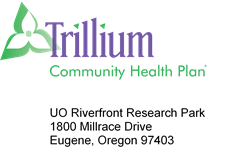 Trillium
Community Health Plan
UO Riverfront Research Park
1800 Millrace Drive
Eugene, Oregon 97403